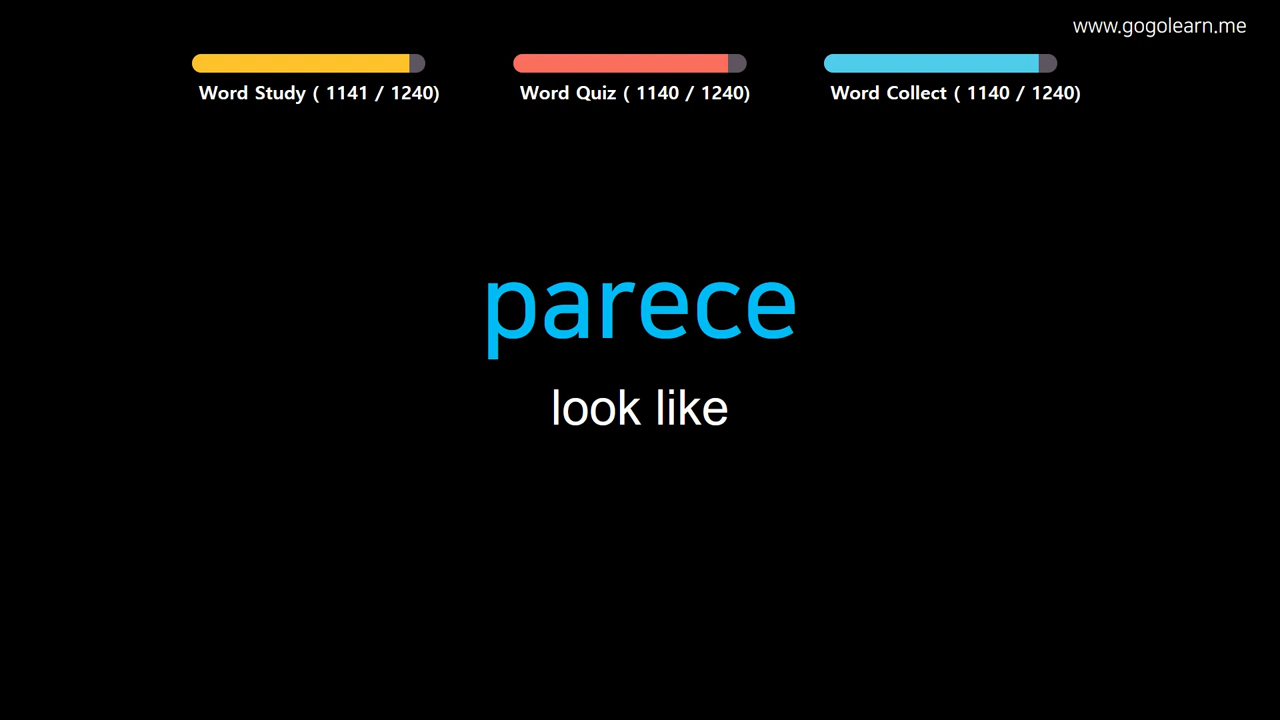 www.gogolearn.me
Word Study ( 1141 / 1240)
Word Quiz ( 1140 / 1240)
Word Collect ( 1140 / 1240)
parece
look like